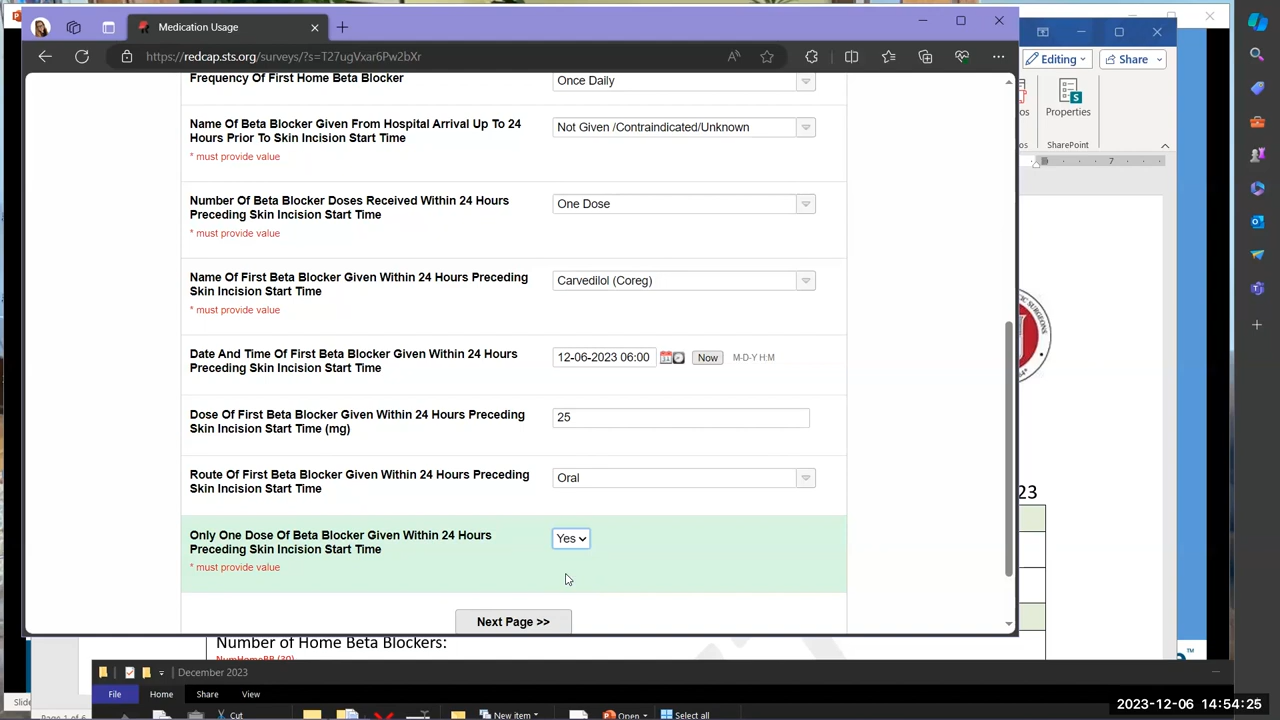 Medication Usage
https://redcap.sts.org/surveys/?s=T27ugVxar6Pw2bXr
Editing
Share
Properties
SharePoint
7
Frequency Of First Home Beta Blocker
Once Daily
Name Of Beta Blocker Given From Hospital Arrival Up To 24
Hours Prior To Skin Incision Start Time
* must provide value
Not Given /Contraindicated/Unknown
Number Of Beta Blocker Doses Received Within 24 Hours
Preceding Skin Incision Start Time
* must provide value
One Dose
Name Of First Beta Blocker Given Within 24 Hours Preceding
Skin Incision Start Time
* must provide value
Carvedilol (Coreg)
Date And Time Of First Beta Blocker Given Within 24 Hours
Preceding Skin Incision Start Time
12-06-2023 06:00
Now
M-D-Y H:M
Dose Of First Beta Blocker Given Within 24 Hours Preceding
Skin Incision Start Time (mg)
25
Route Of First Beta Blocker Given Within 24 Hours Preceding
Skin Incision Start Time
Oral
23
Only One Dose Of Beta Blocker Given Within 24 Hours
Preceding Skin Incision Start Time
* must provide value
Yes
Next Page >>
Number of Home Beta Blockers:
December 2023
File
Home
Share
View
Cut
New item
Open
Select all
2023-12-06 14:54:25